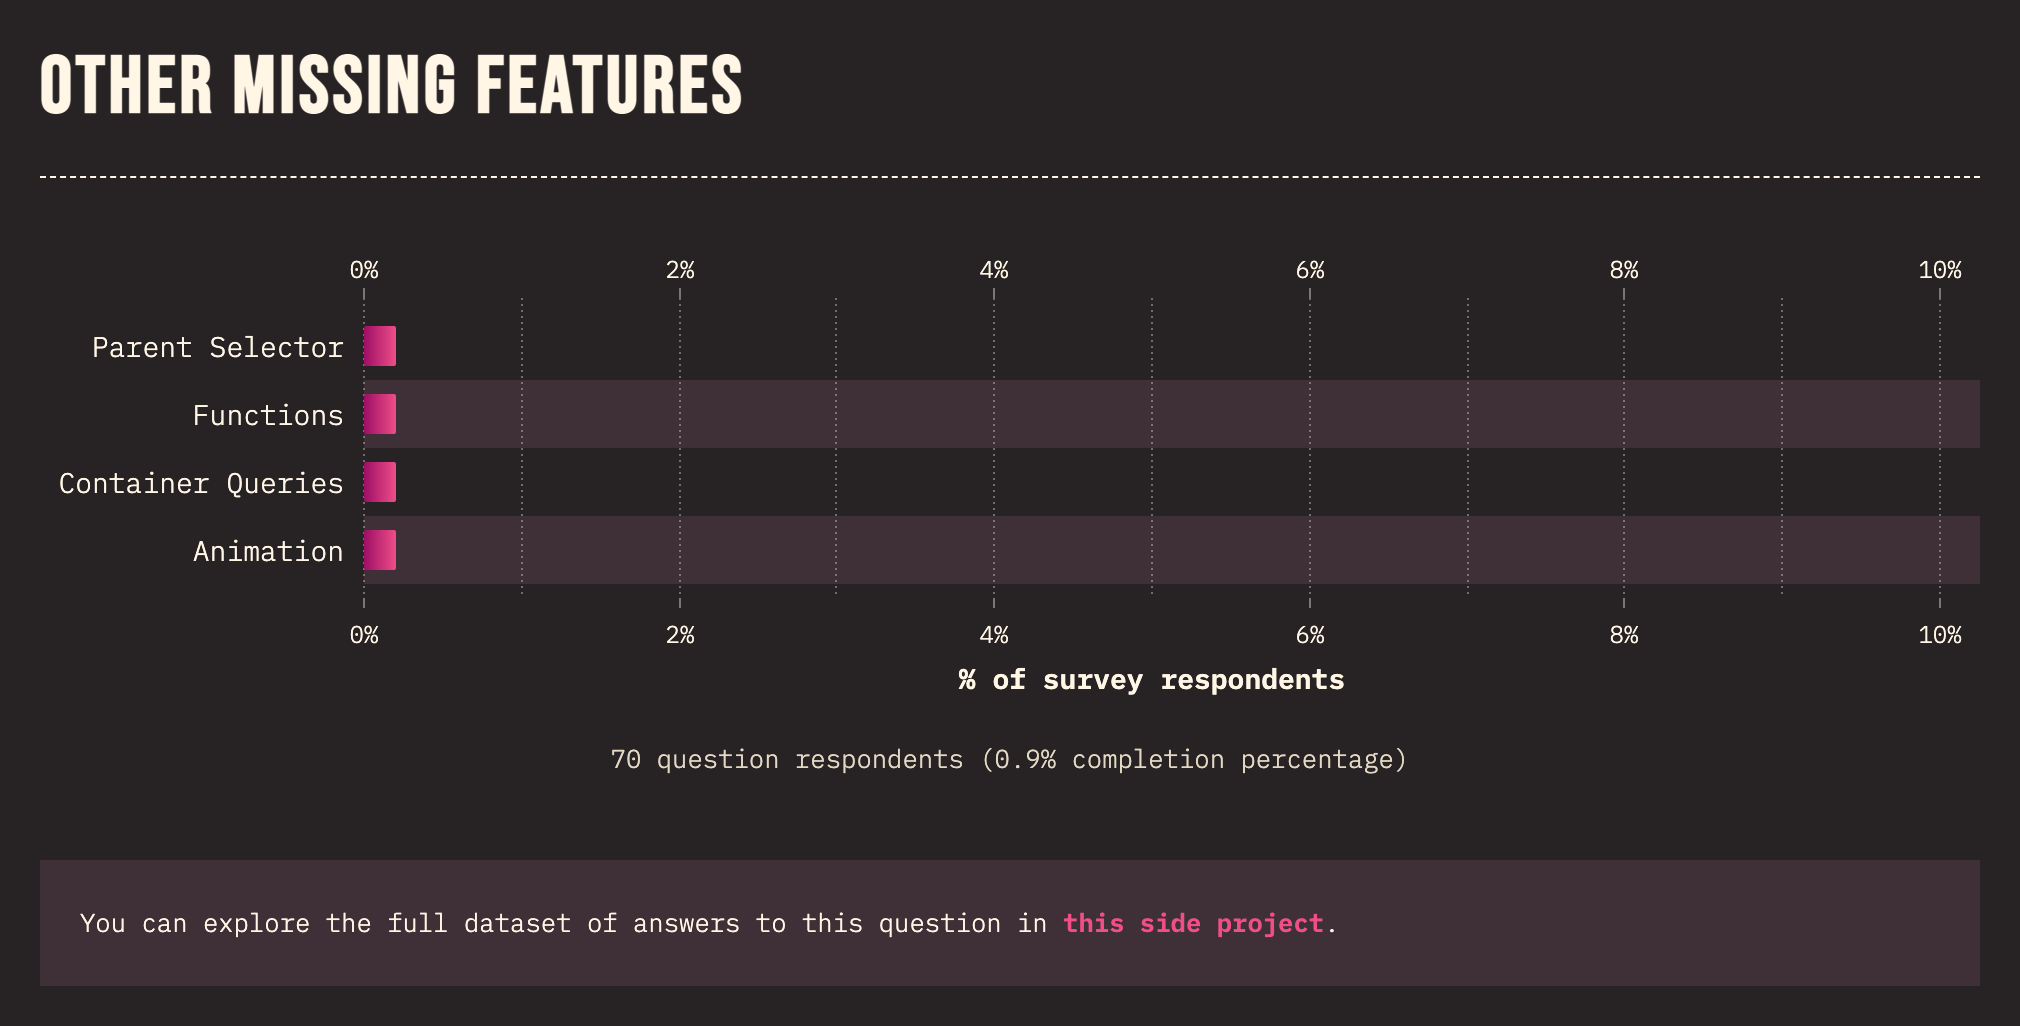 OTHER MISSING FEATURES
0% 2% 4% 6% 8% 10%
Parent Selector
Functions
Container Queries
Animation
0% 2% 4% 6% 8% 10%
% of survey respondents
70 question respondents (0.9% completion percentage)
You can explore the full dataset of answers to this question in this side project.